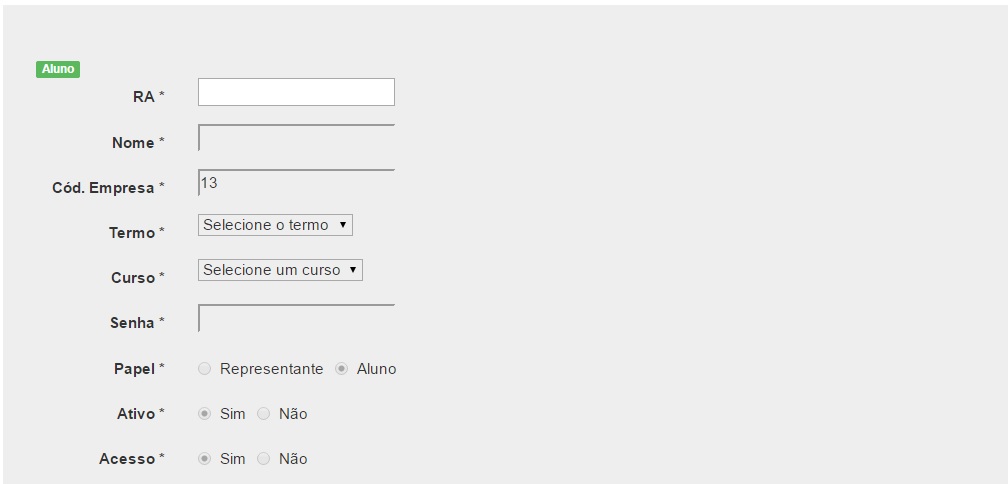 Aluno
RA *
Nome *
Cód. Empresa * 13
Termo * Selecione o termo
Curso * Selecione um curso
Senha *
Papel * Representante Aluno
Ativo * Sim Não
Acesso * Sim Não